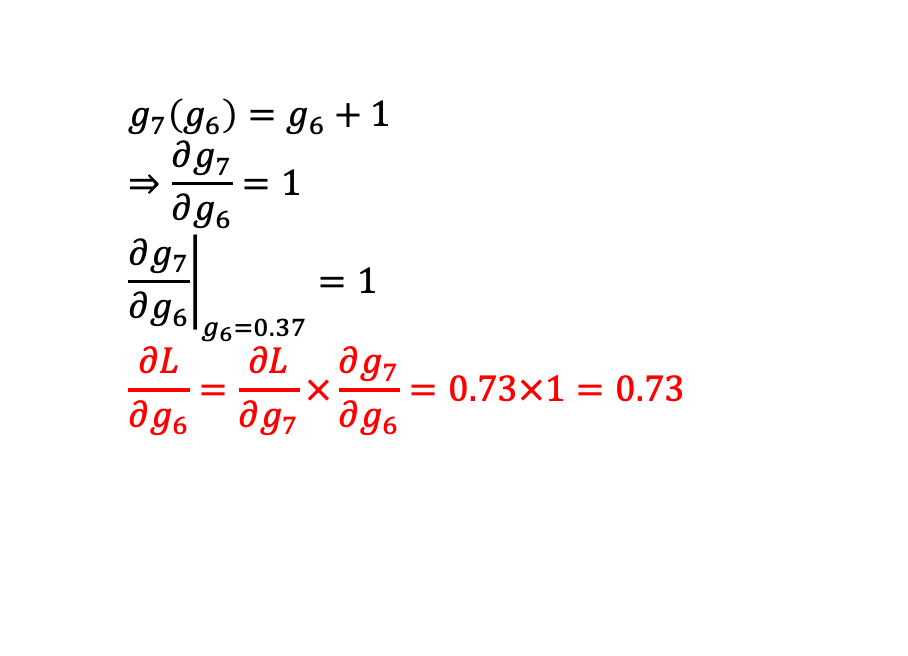 g₇(g₆) = g₆ + 1
⇒ ∂g₇/∂g₆ = 1
∂g₇/∂g₆|g₆=0.37 = 1
∂L/∂g₆ = ∂L/∂g₇ × ∂g₇/∂g₆ = 0.73×1 = 0.73